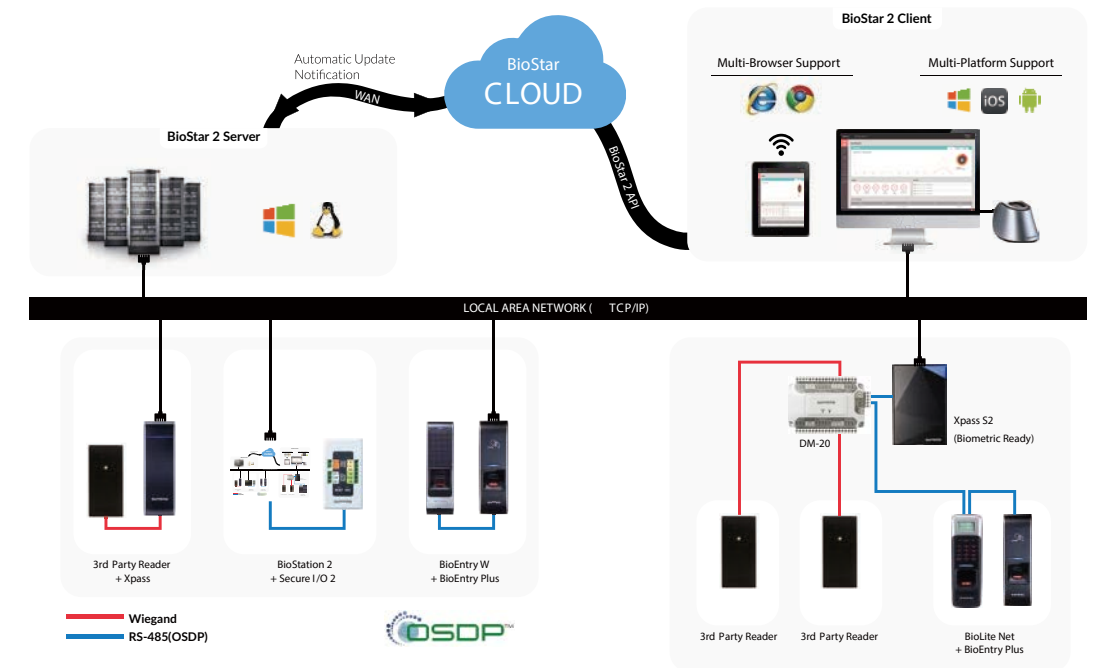 BioStar 2 Client
Multi-Browser Support
Multi-Platform Support
iOS
Automatic Update
Notification
WAN
BioStar
CLOUD
BioStar 2 API
BioStar 2 Server
LOCAL AREA NETWORK ( TCP/IP)
3rd Party Reader
+ Xpass
BioStation 2
+ Secure I/O 2
BioEntry W
+ BioEntry Plus
DM-20
Xpass S2
(Biometric Ready)
3rd Party Reader
3rd Party Reader
BioLite Net
+ BioEntry Plus
Wiegand
RS-485(OSDP)
OSDP™